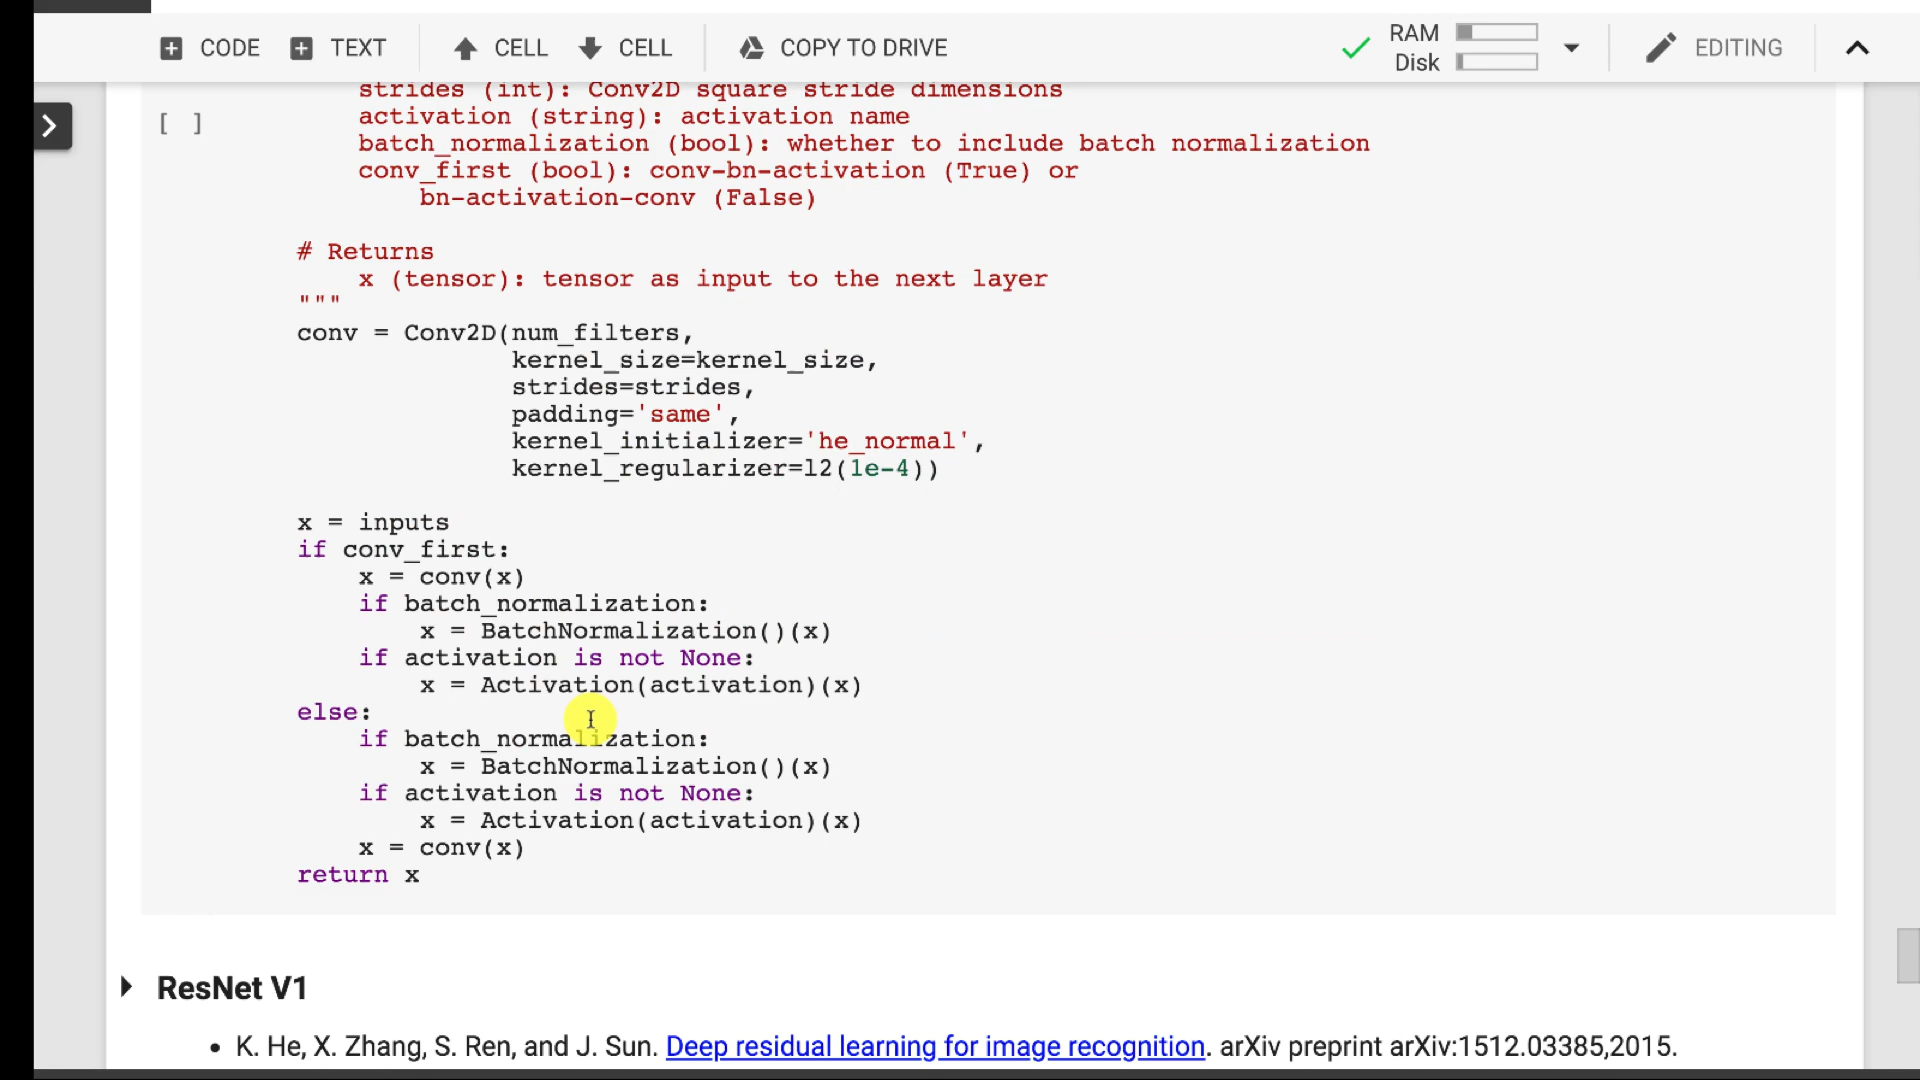 CODE TEXT CELL CELL COPY TO DRIVE RAM Disk EDITING
strides (int): Conv2D square stride dimensions
[ ]
activation (string): activation name
batch_normalization (bool): whether to include batch normalization
conv_first (bool): conv-bn-activation (True) or
bn-activation-conv (False)
# Returns
x (tensor): tensor as input to the next layer
"""
conv = Conv2D(num_filters,
kernel_size=kernel_size,
strides=strides,
padding='same',
kernel_initializer='he_normal',
kernel_regularizer=l2(1e-4))
x = inputs
if conv_first:
x = conv(x)
if batch_normalization:
x = BatchNormalization()(x)
if activation is not None:
x = Activation(activation)(x)
else:
if batch_normalization:
x = BatchNormalization()(x)
if activation is not None:
x = Activation(activation)(x)
x = conv(x)
return x
ResNet V1
• K. He, X. Zhang, S. Ren, and J. Sun. Deep residual learning for image recognition. arXiv preprint arXiv:1512.03385,2015.